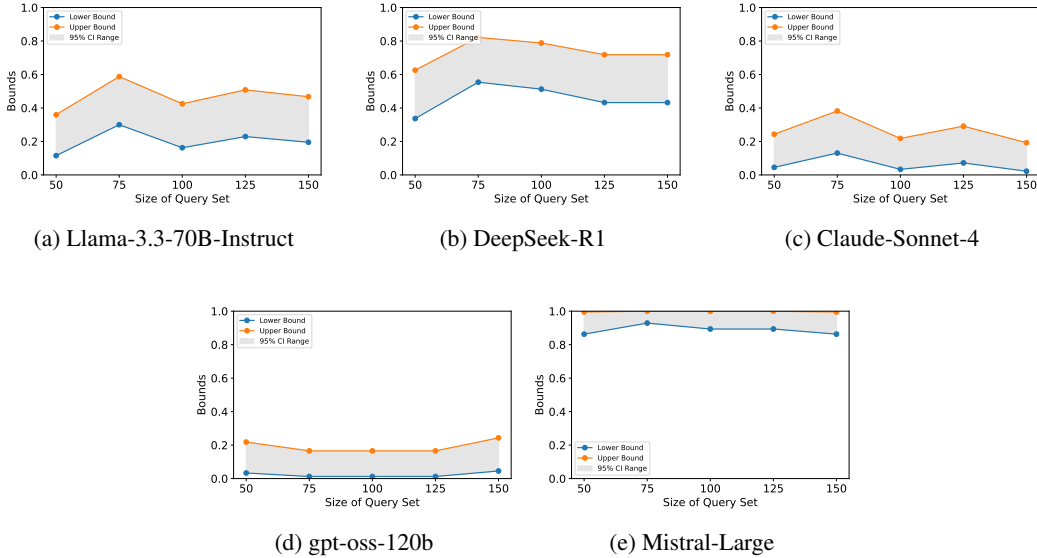 1.0
0.8
0.6
0.4
0.2
0.0
Bounds
Lower Bound
Upper Bound
95% CI Range
50 75 100 125 150
Size of Query Set
(a) Llama-3.3-70B-Instruct
1.0
0.8
0.6
0.4
0.2
0.0
Bounds
Lower Bound
Upper Bound
95% CI Range
50 75 100 125 150
Size of Query Set
(b) DeepSeek-R1
1.0
0.8
0.6
0.4
0.2
0.0
Bounds
Lower Bound
Upper Bound
95% CI Range
50 75 100 125 150
Size of Query Set
(c) Claude-Sonnet-4
1.0
0.8
0.6
0.4
0.2
0.0
Bounds
Lower Bound
Upper Bound
95% CI Range
50 75 100 125 150
Size of Query Set
(d) gpt-oss-120b
1.0
0.8
0.6
0.4
0.2
0.0
Bounds
Lower Bound
Upper Bound
95% CI Range
50 75 100 125 150
Size of Query Set
(e) Mistral-Large